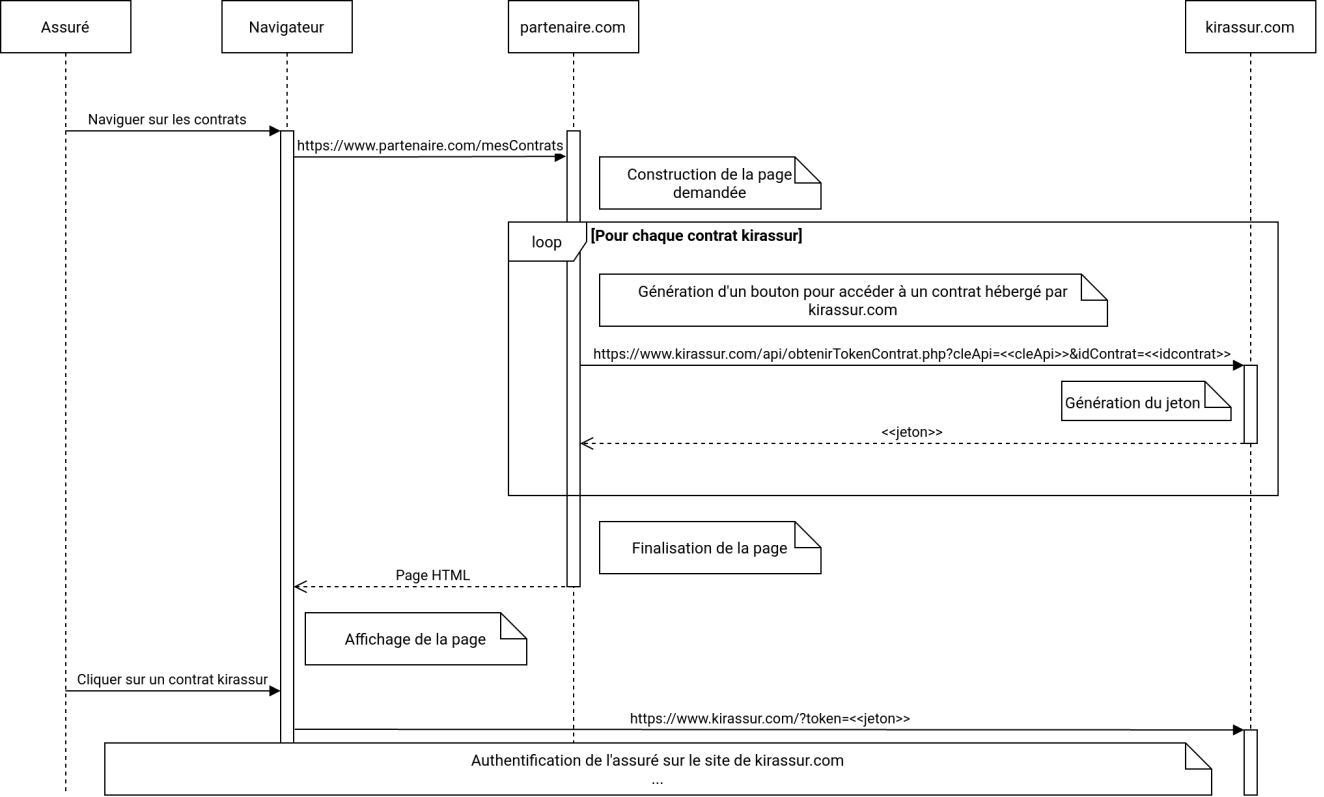 Assuré
Navigateur
partenaire.com
kirassur.com
Naviguer sur les contrats
https://www.partenaire.com/mesContrats
Construction de la page
demandée
loop
[Pour chaque contrat kirassur]
Génération d'un bouton pour accéder à un contrat hébergé par
kirassur.com
https://www.kirassur.com/api/obtenirTokenContrat.php?cleApi=<<cleApi>>&idContrat=<<idcontrat>>
Génération du jeton
<<jeton>>
Finalisation de la page
Page HTML
Affichage de la page
Cliquer sur un contrat kirassur
https://www.kirassur.com/?token=<<jeton>>
Authentification de l'assuré sur le site de kirassur.com
...